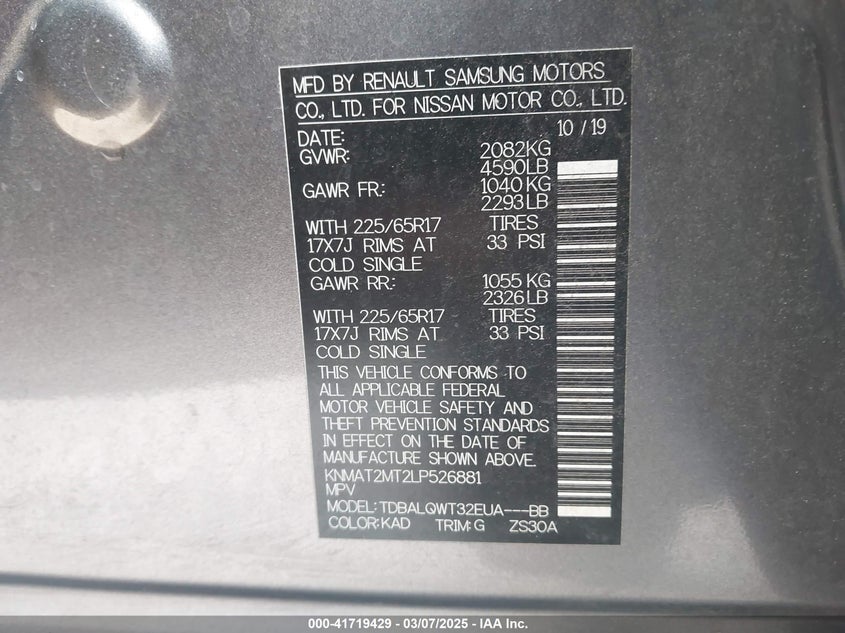 MFD BY RENAULT SAMSUNG MOTORS
CO., LTD. FOR NISSAN MOTOR CO., LTD.
DATE: 10 / 19
GVWR: 2082KG
4590LB
GAWR FR.: 1040KG
2293LB
WITH 225/65R17 TIRES
17X7J RIMS AT 33 PSI
COLD SINGLE
GAWR RR.: 1055 KG
2326LB
WITH 225/65R17 TIRES
17X7J RIMS AT 33 PSI
COLD SINGLE
THIS VEHICLE CONFORMS TO
ALL APPLICABLE FEDERAL
MOTOR VEHICLE SAFETY AND
THEFT PREVENTION STANDARDS
IN EFFECT ON THE DATE OF
MANUFACTURE SHOWN ABOVE.
KNMAT2MT2LP526881
MPV
MODEL: TDBALQWT32EUA---BB
COLOR: KAD TRIM: G ZS30A
000-41719429 - 03/07/2025 - IAA Inc.